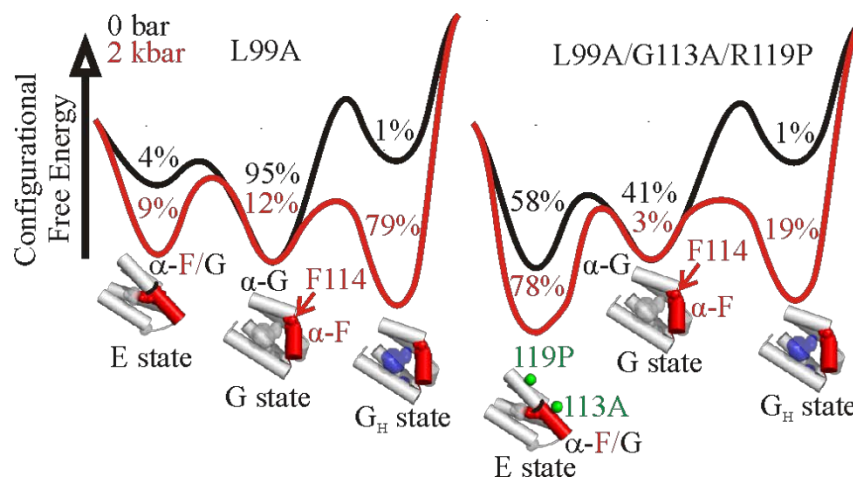 0 bar
2 kbar
L99A
L99A/G113A/R119P
Configurational
Free Energy
4%
95%
1%
9%
12%
79%
58%
41%
1%
78%
3%
19%
α-F/G
α-G
F114
α-F
E state
G state
G_H state
α-G
F114
α-F
119P
113A
α-F/G
E state
G state
G_H state